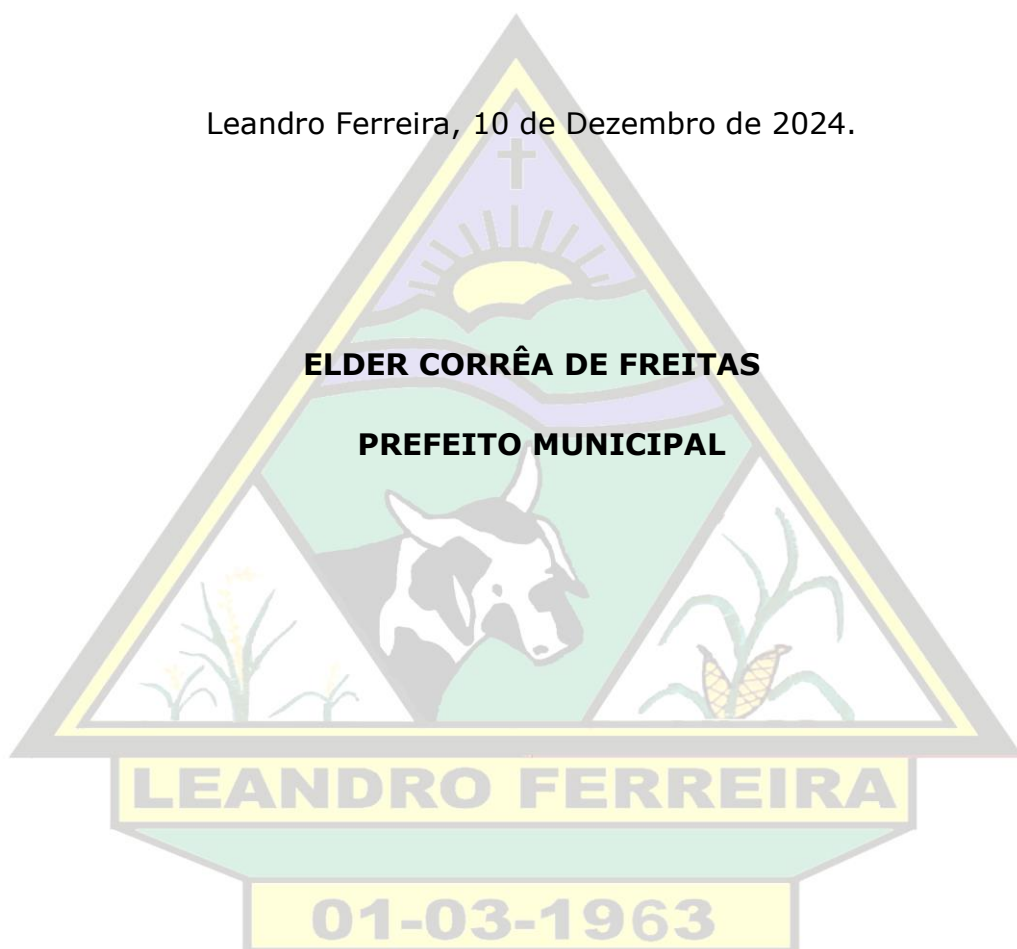 Leandro Ferreira, 10 de Dezembro de 2024.
ELDER CORRÊA DE FREITAS
PREFEITO MUNICIPAL
LEANDRO FERREIRA
01-03-1963